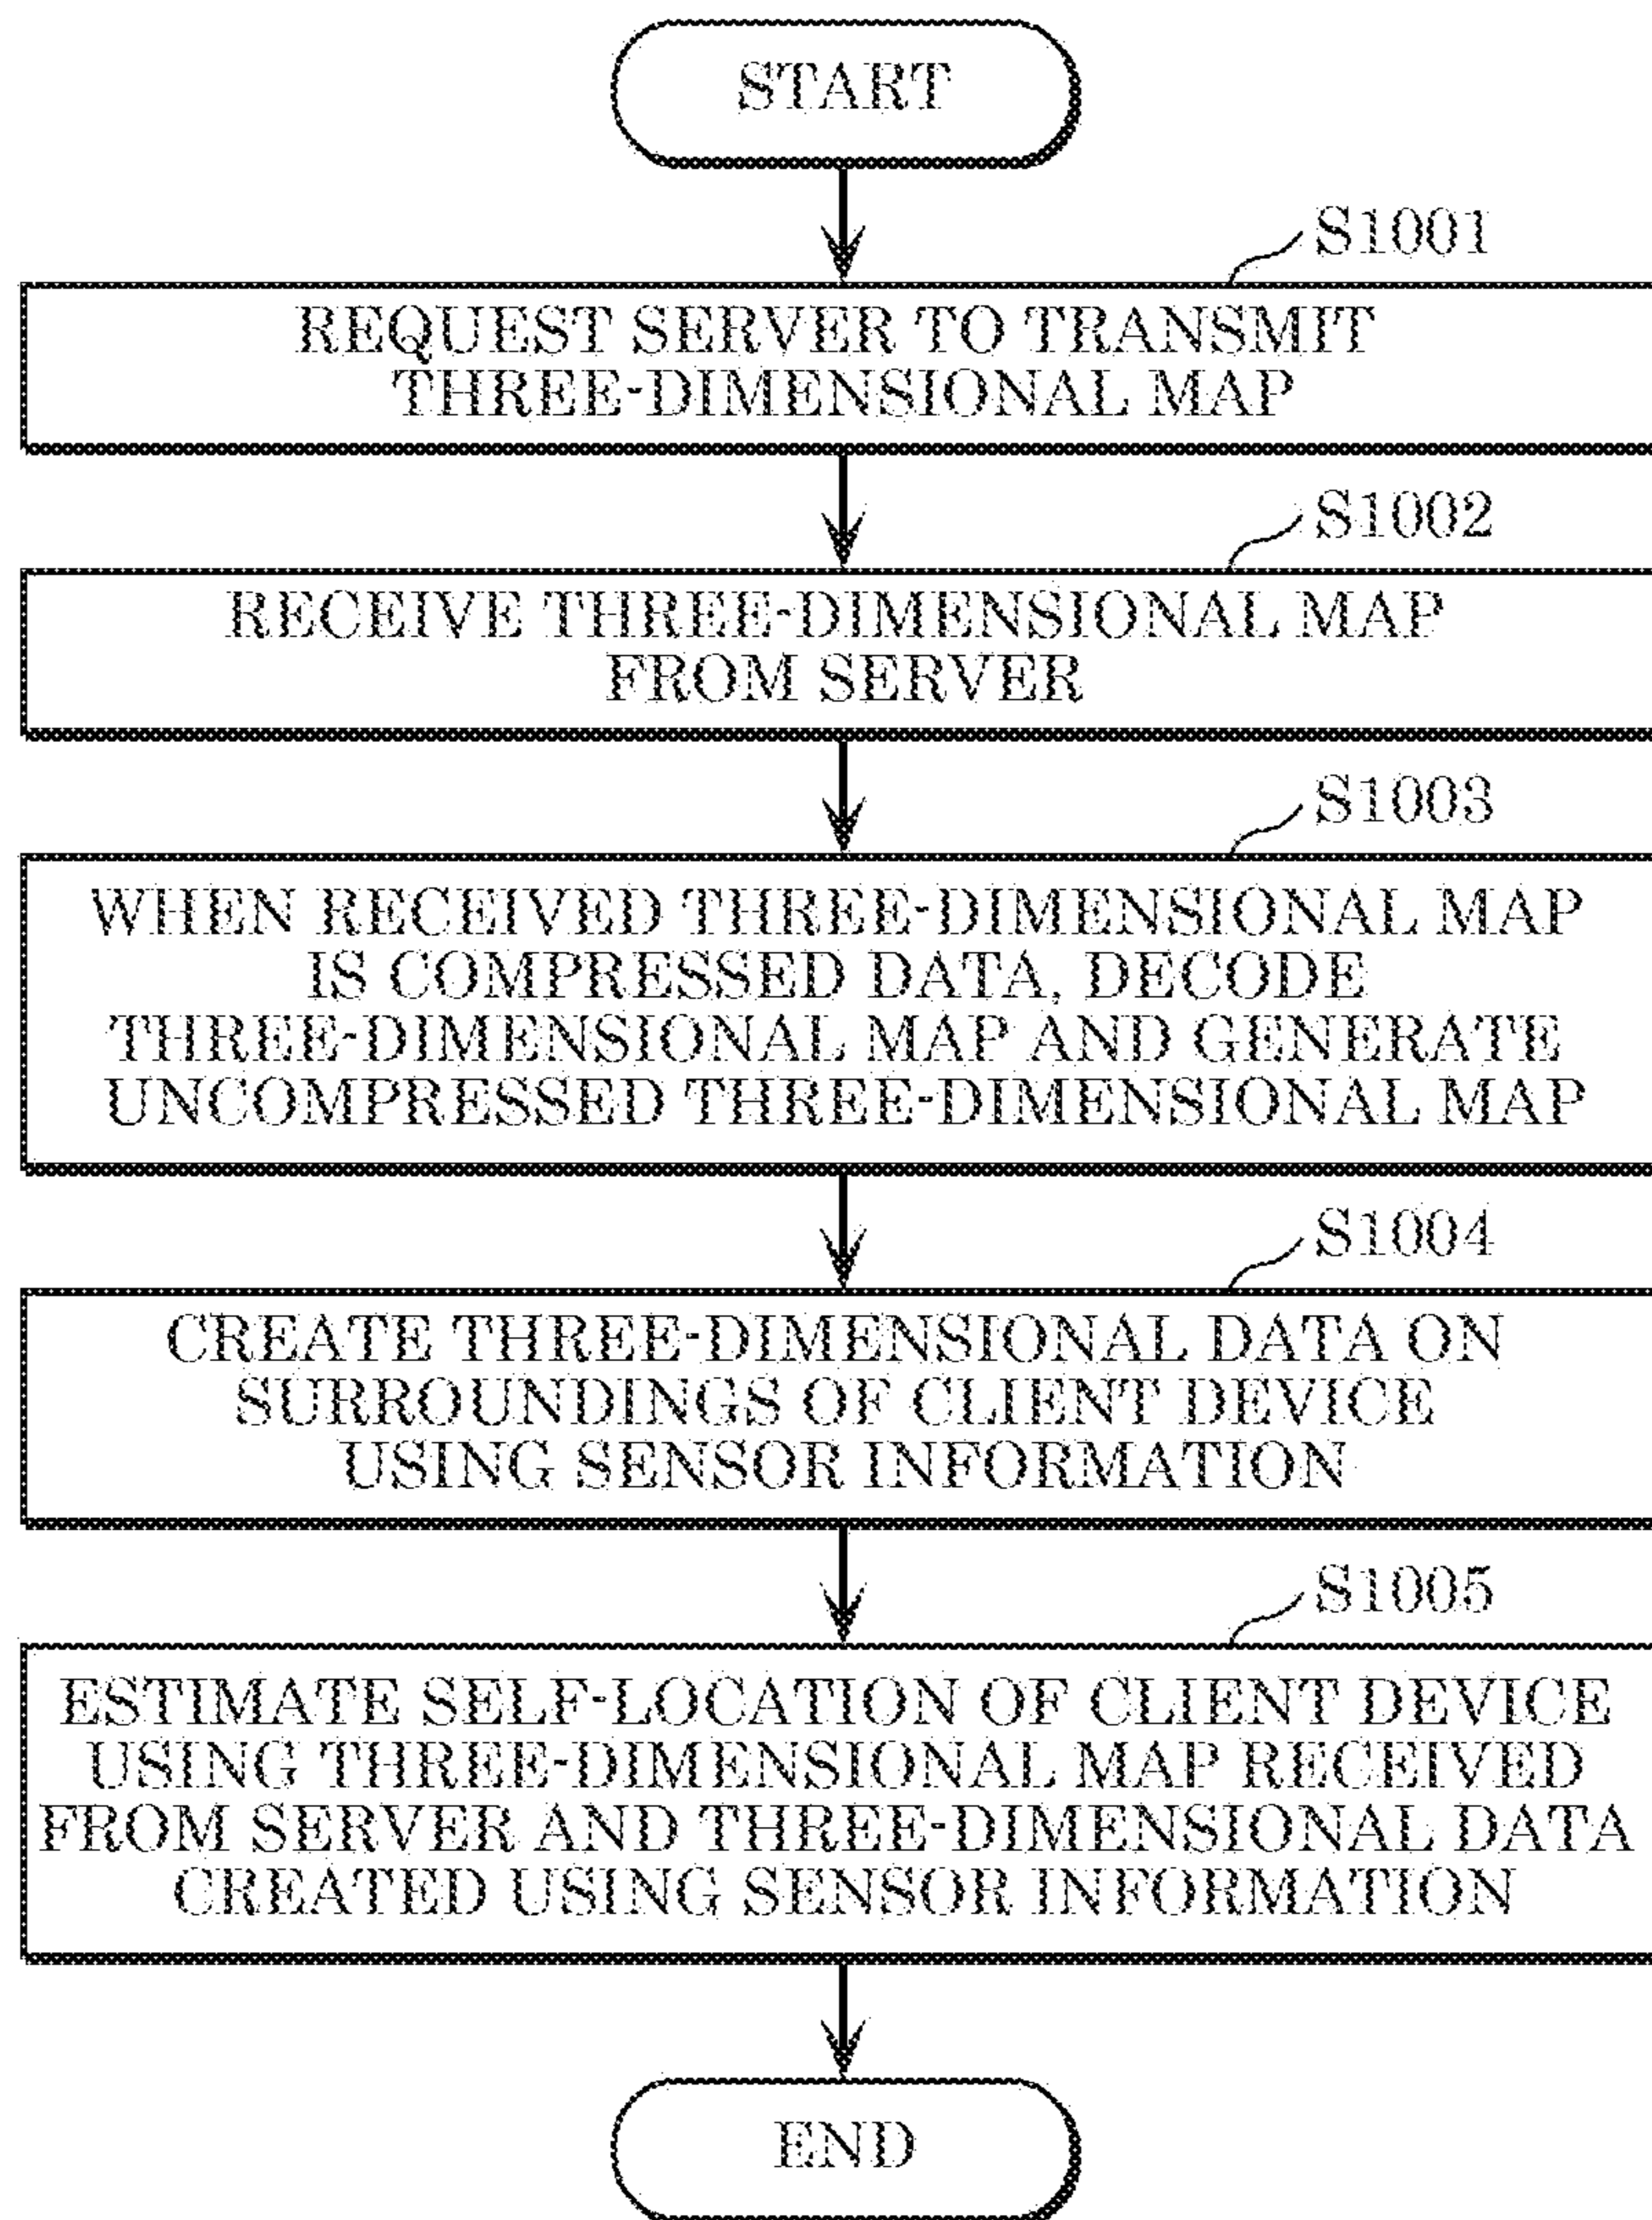 START
S1001
REQUEST SERVER TO TRANSMIT
THREE-DIMENSIONAL MAP
S1002
RECEIVE THREE-DIMENSIONAL MAP
FROM SERVER
S1003
WHEN RECEIVED THREE-DIMENSIONAL MAP
IS COMPRESSED DATA, DECODE
THREE-DIMENSIONAL MAP AND GENERATE
UNCOMPRESSED THREE-DIMENSIONAL MAP
S1004
CREATE THREE-DIMENSIONAL DATA ON
SURROUNDINGS OF CLIENT DEVICE
USING SENSOR INFORMATION
S1005
ESTIMATE SELF-LOCATION OF CLIENT DEVICE
USING THREE-DIMENSIONAL MAP RECEIVED
FROM SERVER AND THREE-DIMENSIONAL DATA
CREATED USING SENSOR INFORMATION
END